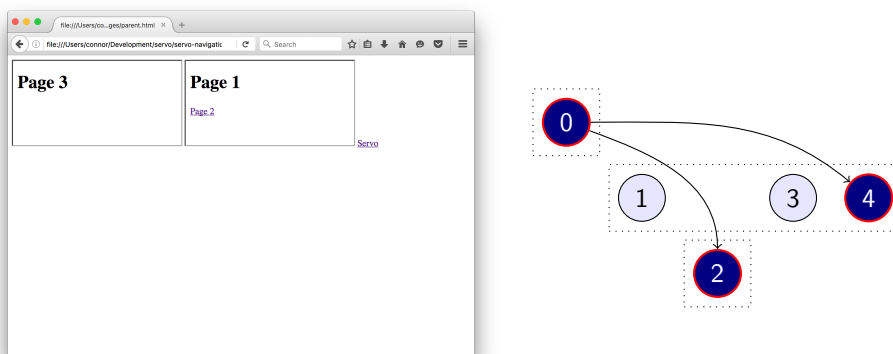 file:///Users/co...ges/parent.html
file:///Users/connor/Development/servo/servo-navigatic
Search
Page 3
Page 1
Page 2
Servo
0
1
3
4
2